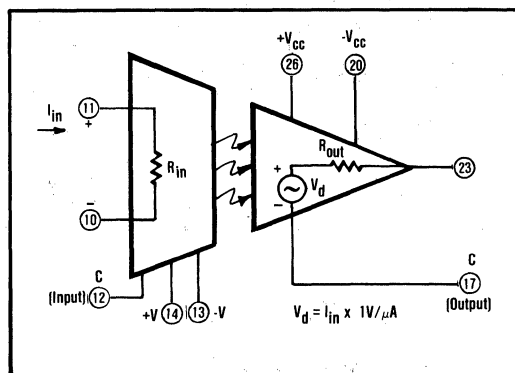 +Vcc
-Vcc
26
20
Iin
11
+
Rin
-
10
Rout
+
Vd
-
23
C
(Input)
12
+V
14
13
-V
C
17
(Output)
Vd = Iin x 1V/µA